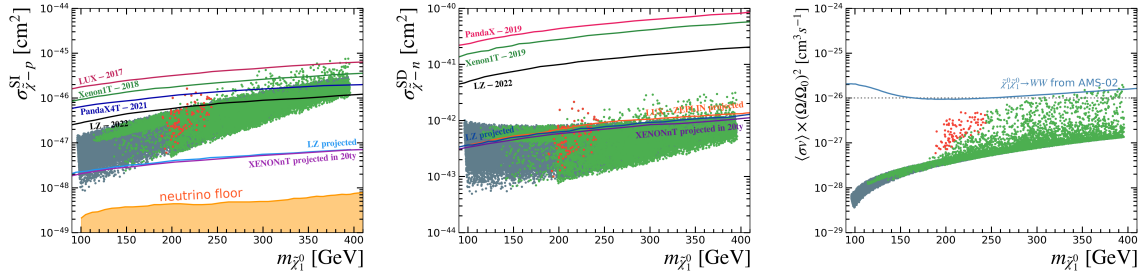 σ^SI_χ̃−p [cm²]
10⁻⁴⁴
10⁻⁴⁵
10⁻⁴⁶
10⁻⁴⁷
10⁻⁴⁸
10⁻⁴⁹
LUX − 2017
Xenon1T − 2018
PandaX4T − 2021
LZ − 2022
LZ projected
XENONnT projected in 20ty
neutrino floor
100 150 200 250 300 350 400
m_χ̃⁰₁ [GeV]
σ^SD_χ̃−n [cm²]
10⁻⁴⁰
10⁻⁴¹
10⁻⁴²
10⁻⁴³
10⁻⁴⁴
PandaX − 2019
Xenon1T − 2019
LZ − 2022
LZ projected
XENONnT projected in 20ty
100 150 200 250 300 350 400
m_χ̃⁰₁ [GeV]
⟨σv⟩ × (Ω/Ω₀)² [cm³s⁻¹]
10⁻²⁴
10⁻²⁵
10⁻²⁶
10⁻²⁷
10⁻²⁸
10⁻²⁹
χ̃⁰₁χ̃⁰₁→WW from AMS-02
100 150 200 250 300 350 400
m_χ̃⁰₁ [GeV]